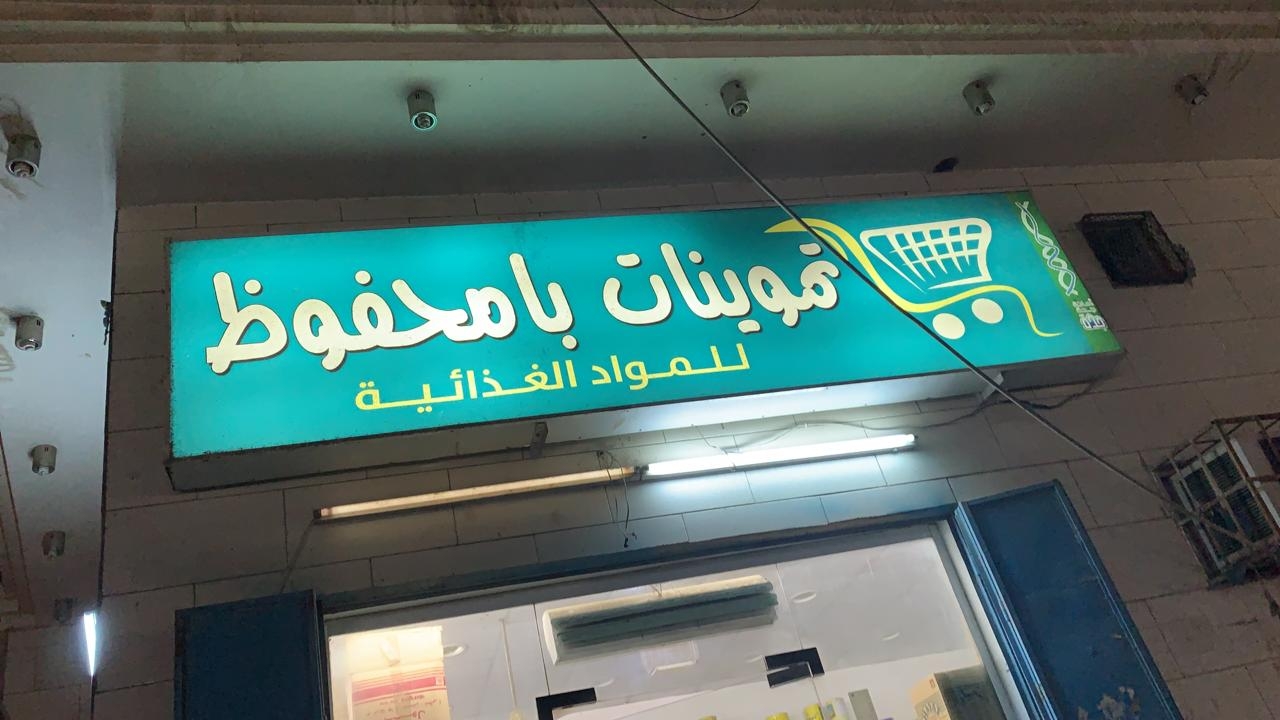 تموينات بامحفوظ
للمواد الغذائية